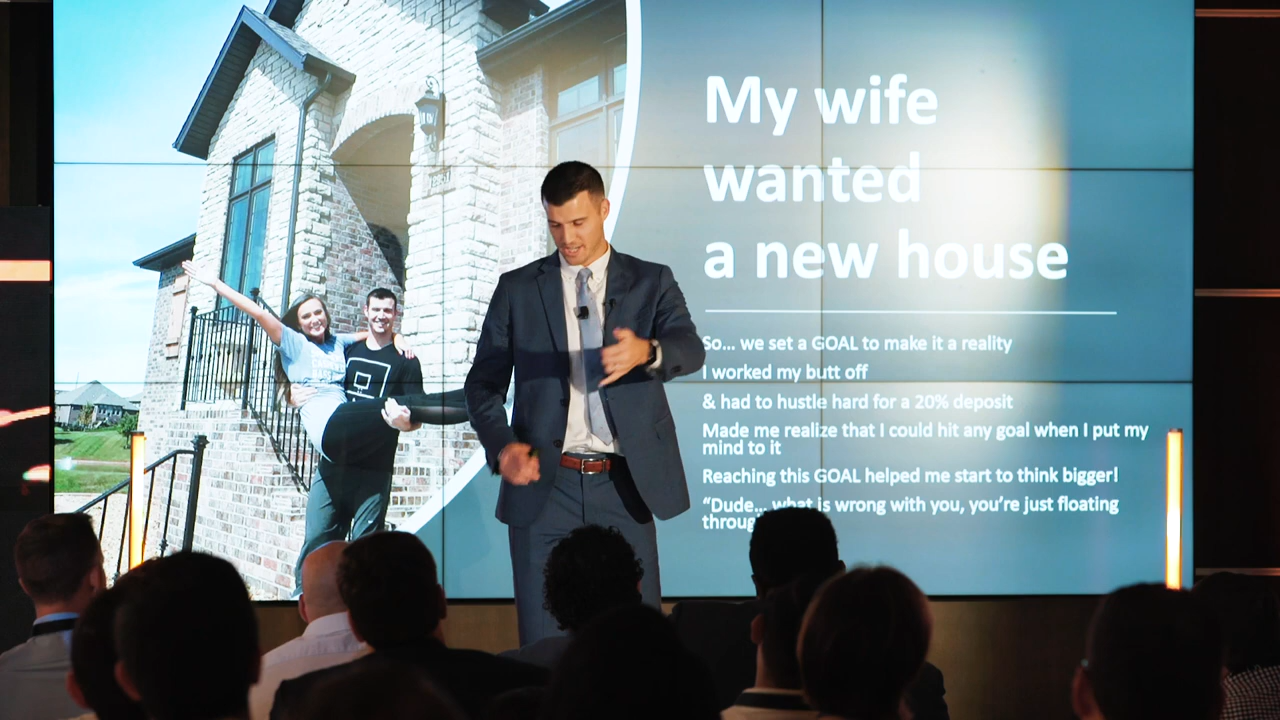 My wife
wanted
a new house
So... we set a GOAL to make it a reality
I worked my butt off
& had to hustle hard for a 20% deposit
Made me realize that I could hit any goal when I put my
mind to it
Reaching this GOAL helped me start to think bigger!
“Dude... what is wrong with you, you’re just floating